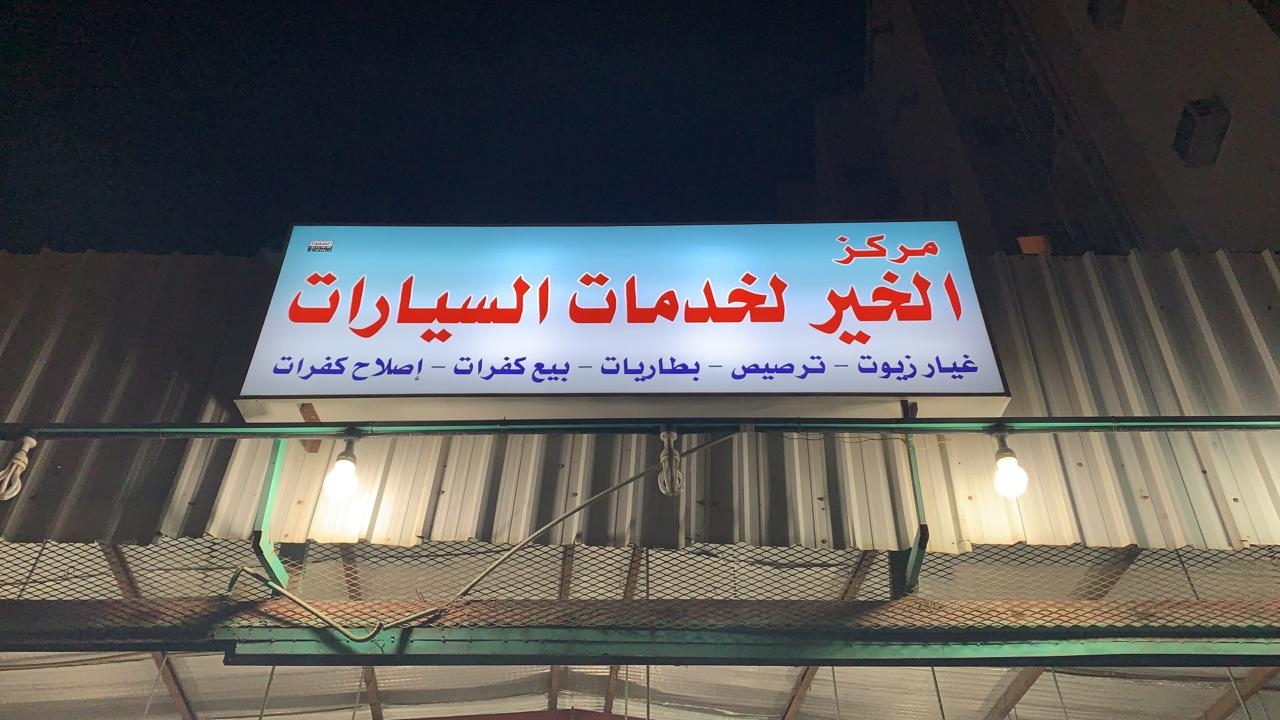 مركز
الخير لخدمات السيارات
غيار زيوت - ترصيص - بطاريات - بيع كفرات - إصلاح كفرات